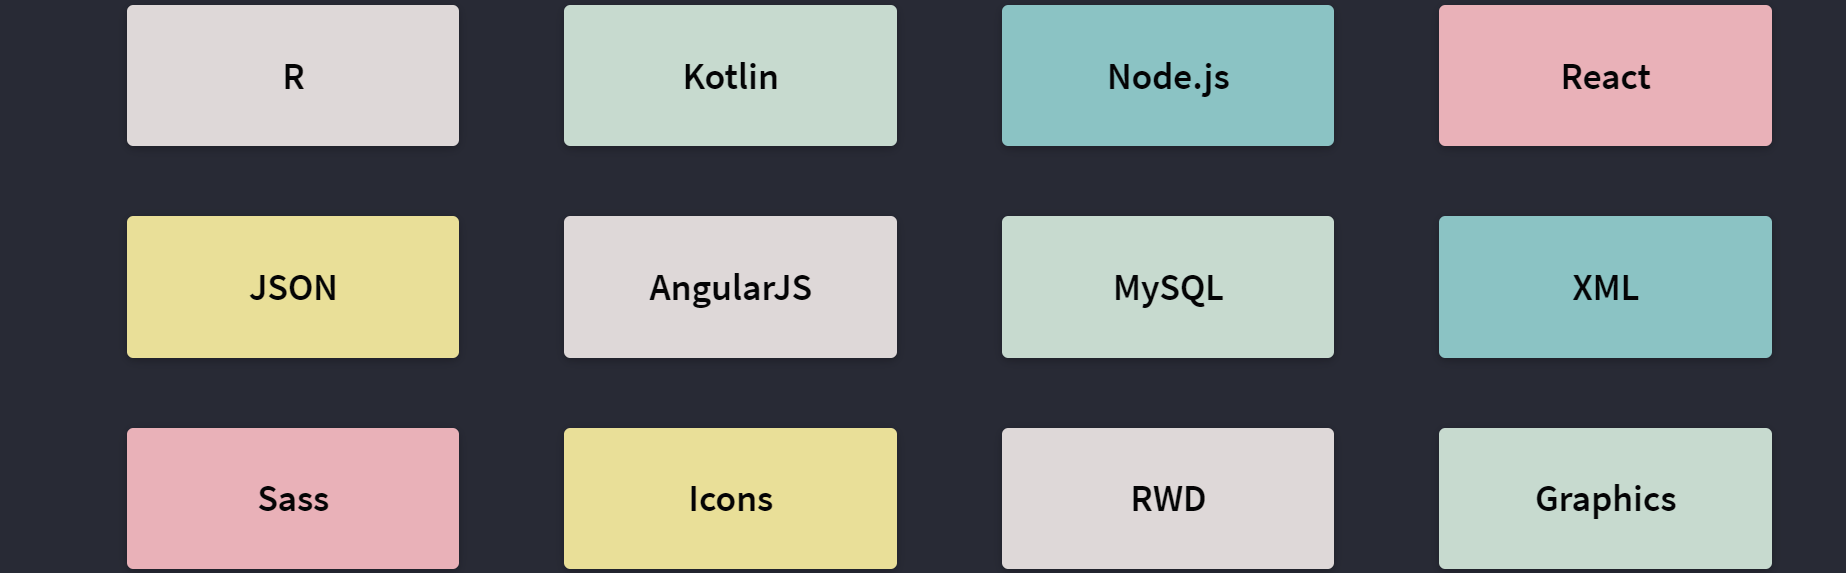 R
Kotlin
Node.js
React
JSON
AngularJS
MySQL
XML
Sass
Icons
RWD
Graphics